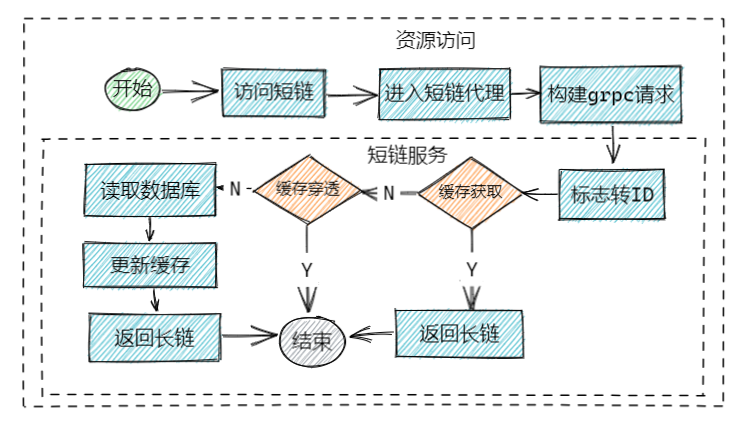 资源访问
开始
访问短链
进入短链代理
构建grpc请求
短链服务
读取数据库
N
缓存穿透
N
缓存获取
标志转ID
更新缓存
Y
Y
返回长链
结束
返回长链